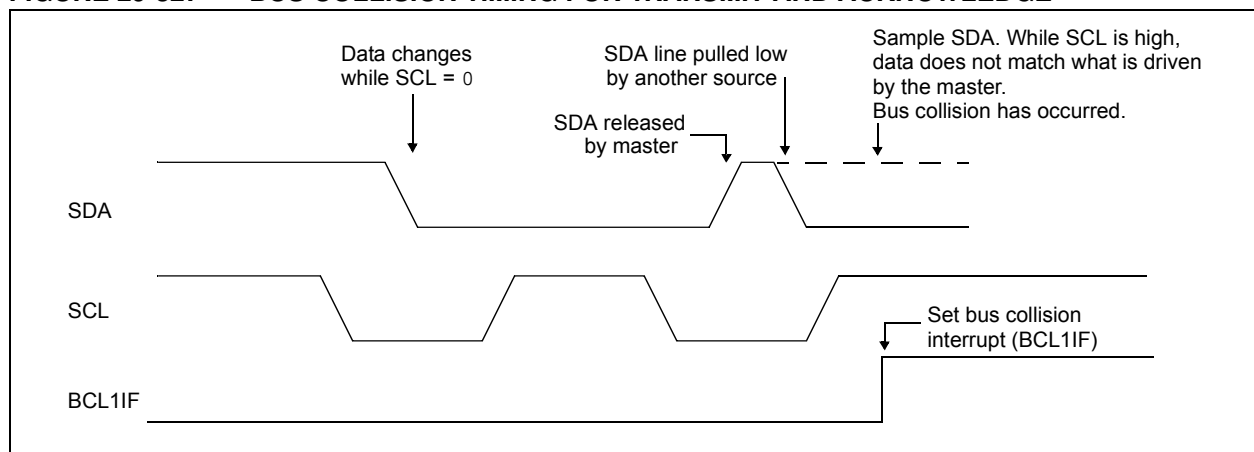 FIGURE BUS COLLISION TIMING FOR TRANSMIT AND ACKNOWLEDGE
Data changes
while SCL = 0
SDA line pulled low
by another source
Sample SDA. While SCL is high,
data does not match what is driven
by the master.
Bus collision has occurred.
SDA released
by master
SDA
SCL
Set bus collision
interrupt (BCL1IF)
BCL1IF